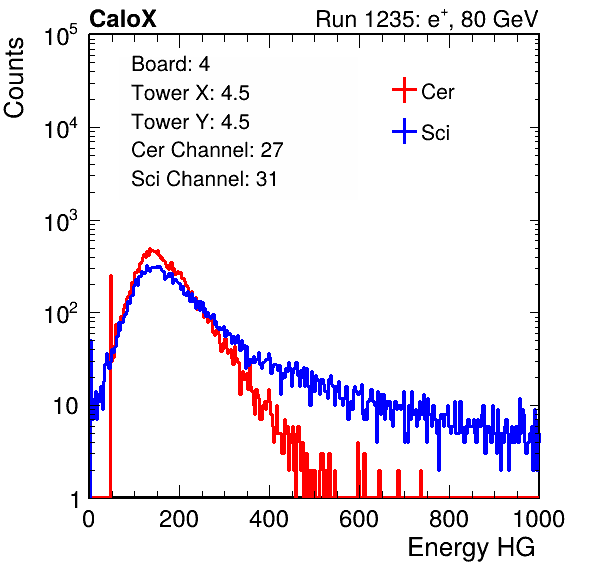 CaloX Run 1235: e⁺, 80 GeV
Counts
10⁵
10⁴
10³
10²
10
1
Board: 4
Tower X: 4.5
Tower Y: 4.5
Cer Channel: 27
Sci Channel: 31
Cer
Sci
0 200 400 600 800 1000
Energy HG